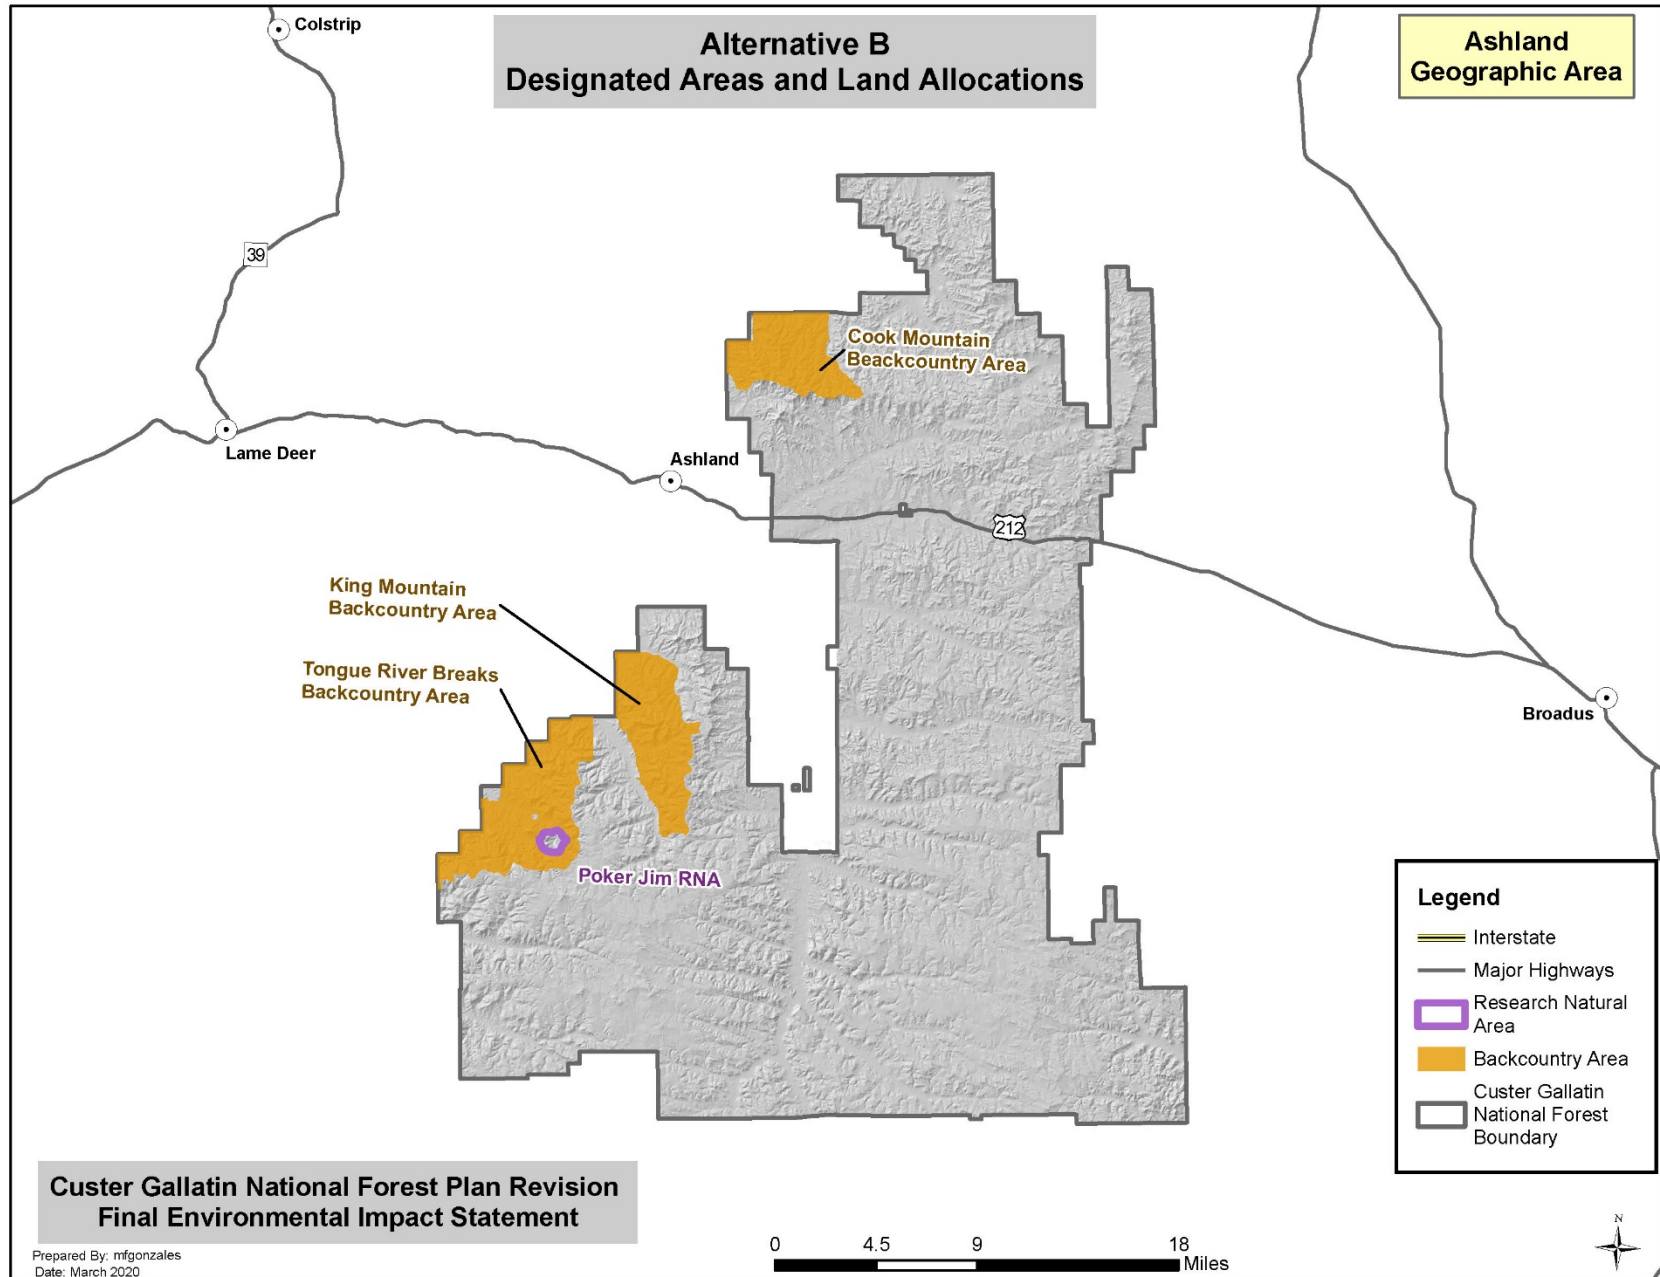 Colstrip
Alternative B
Designated Areas and Land Allocations
Ashland
Geographic Area
39
Cook Mountain
Beackcountry Area
Lame Deer
Ashland
212
King Mountain
Backcountry Area
Tongue River Breaks
Backcountry Area
Broadus
Poker Jim RNA
Legend
Interstate
Major Highways
Research Natural
Area
Backcountry Area
Custer Gallatin
National Forest
Boundary
Custer Gallatin National Forest Plan Revision
Final Environmental Impact Statement
Prepared By: mfgonzales
Date: March 2020
0 4.5 9 18
Miles
N